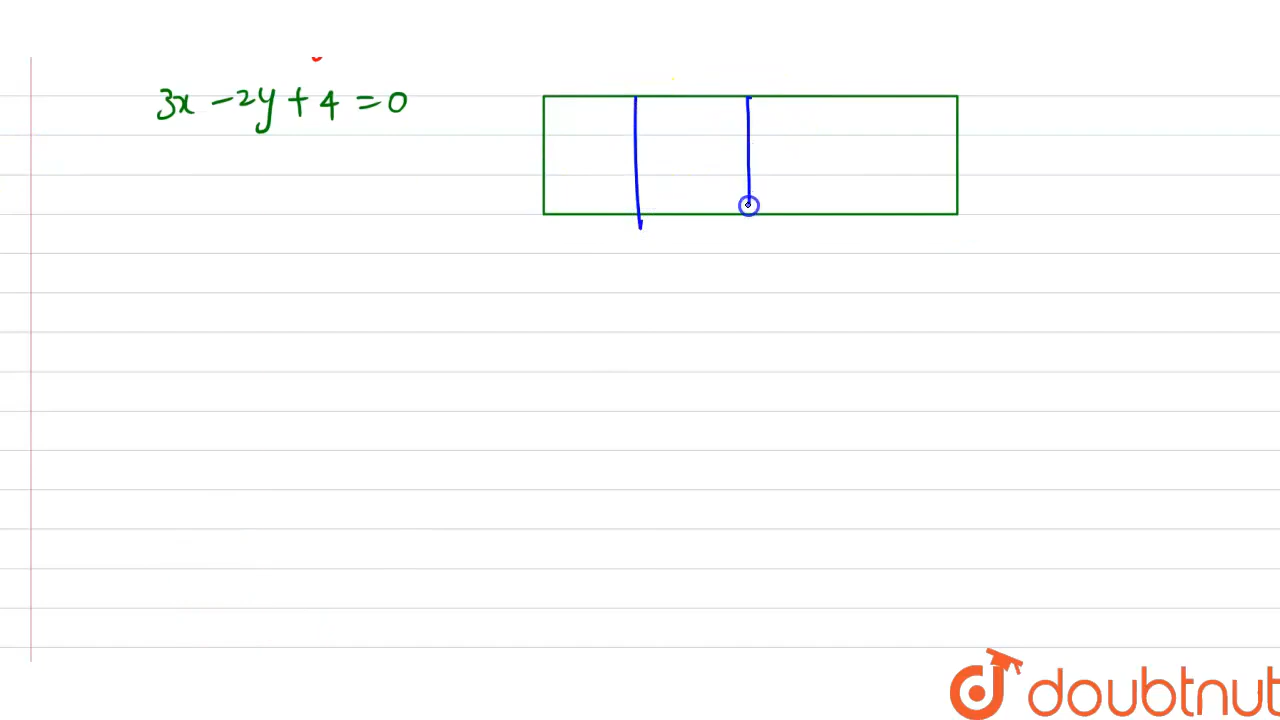 3x - 2y + 4 = 0
doubtnut